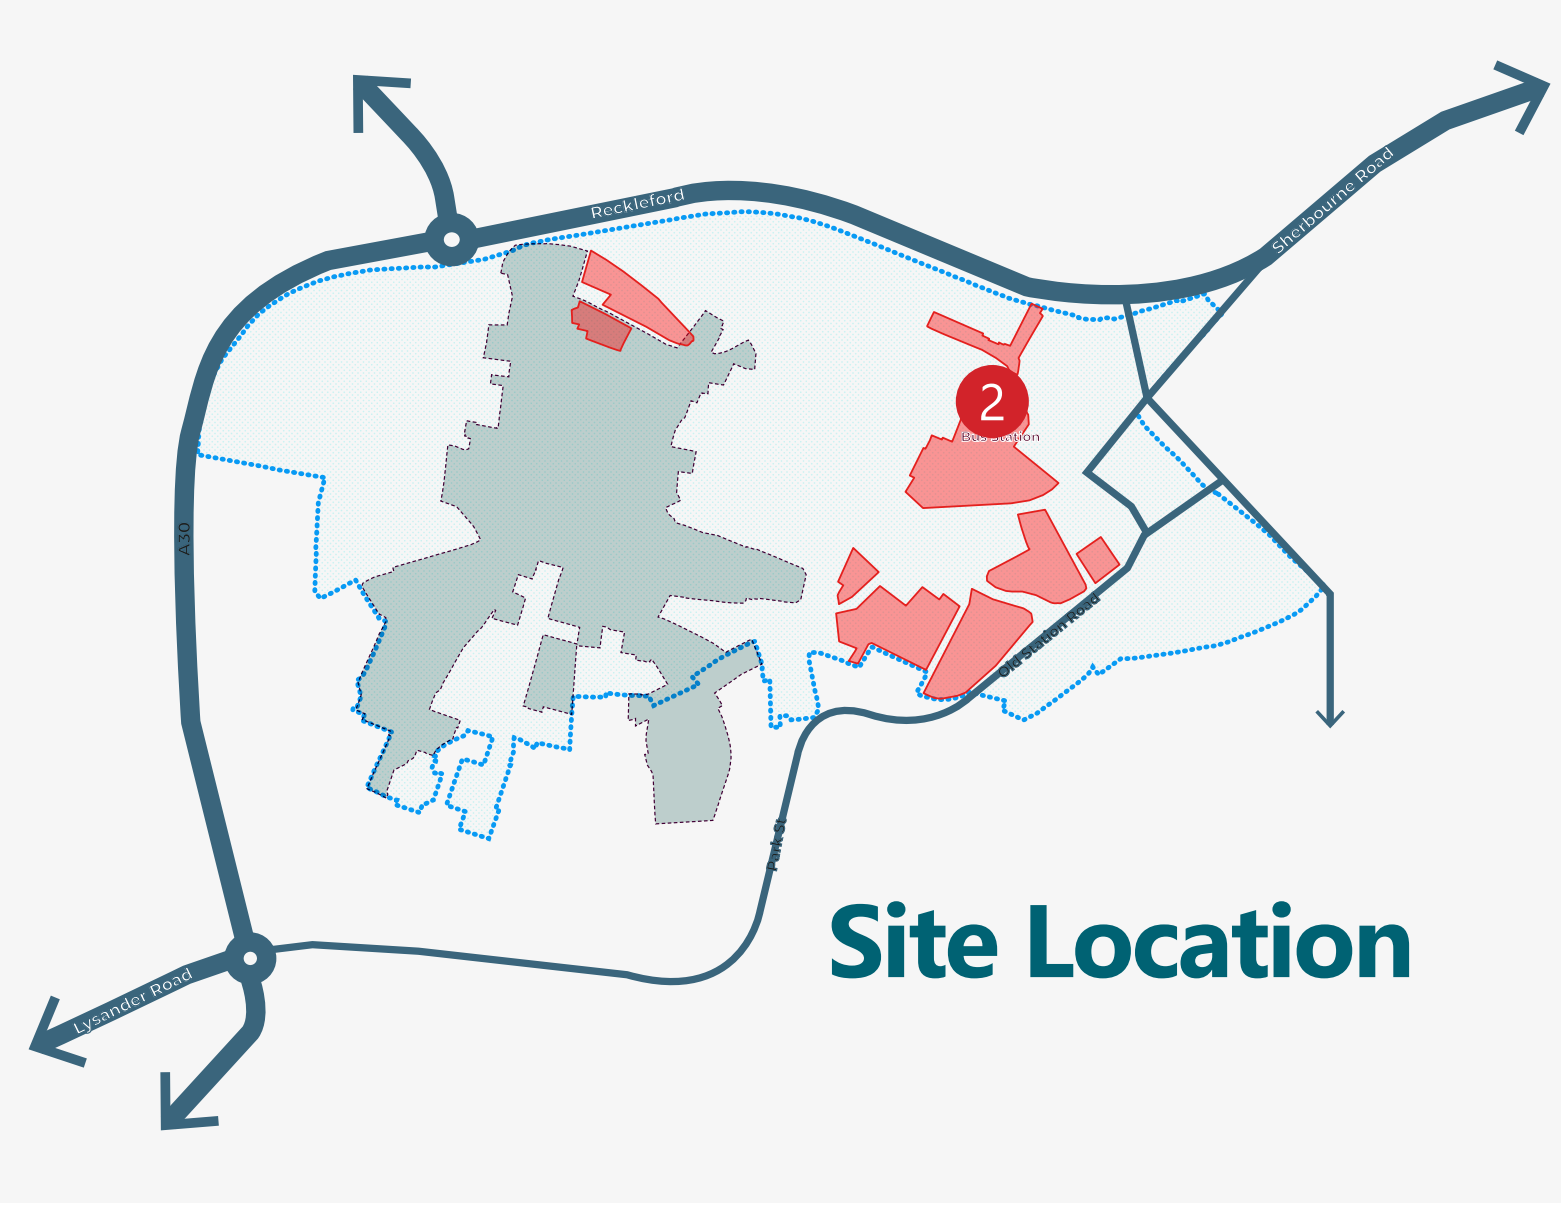 Reckleford
Sherbourne Road
2
Bus Station
A30
Old Station Road
Park St
Site Location
Lysander Road